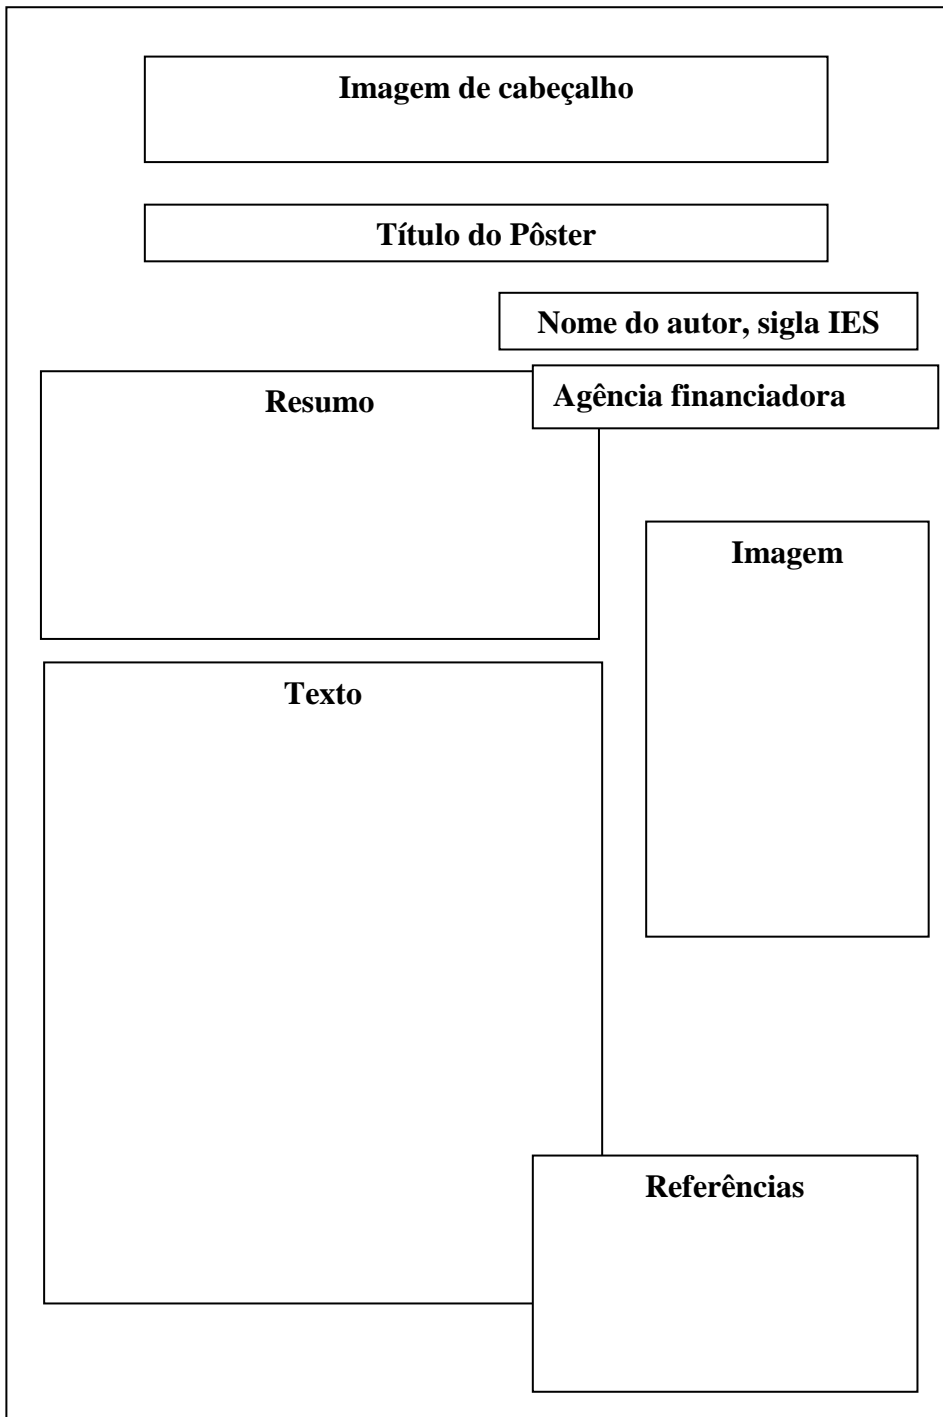 Imagem de cabeçalho
Título do Pôster
Nome do autor, sigla IES
Agência financiadora
Resumo
Imagem
Texto
Referências